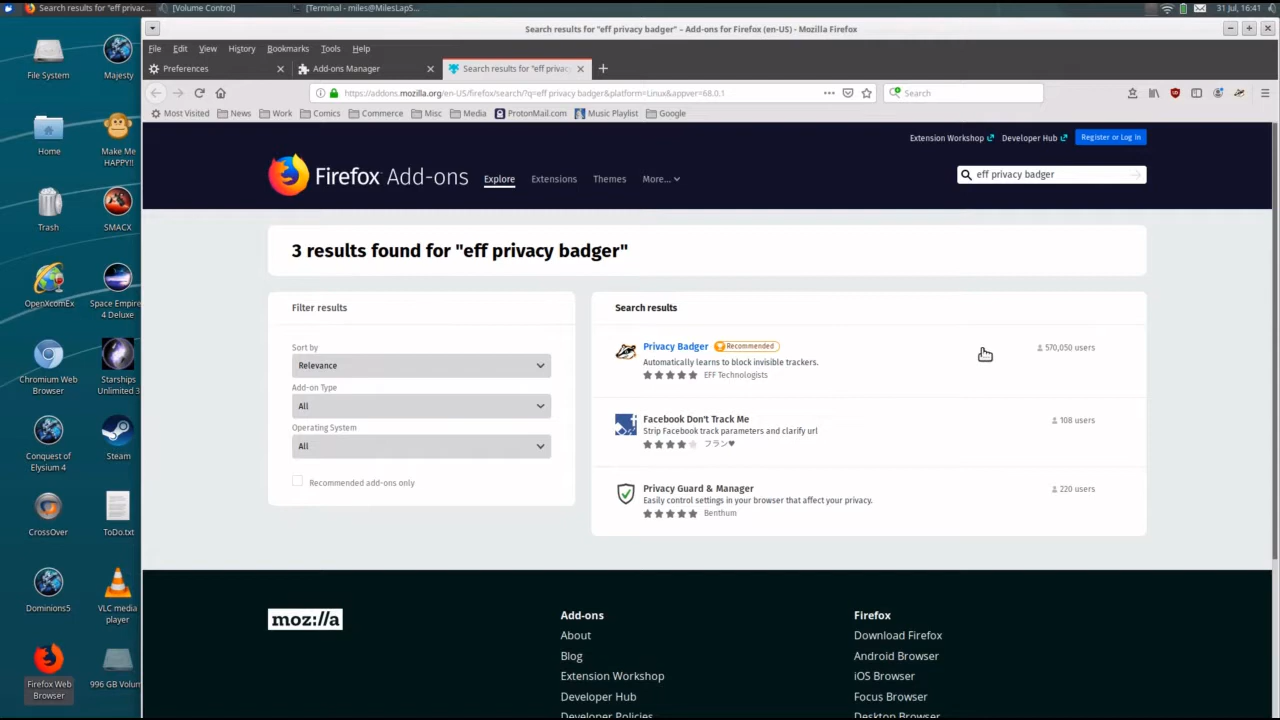 Search results for "eff privac...
[Volume Control]
[Terminal - miles@MilesLapS...
31 Jul, 16:41
Search results for "eff privacy badger" – Add-ons for Firefox (en-US) - Mozilla Firefox
File Edit View History Bookmarks Tools Help
Preferences
Add-ons Manager
Search results for "eff privac
https://addons.mozilla.org/en-US/firefox/search/?q=eff privacy badger&platform=Linux&appver=68.0.1
Search
Most Visited News Work Comics Commerce Misc Media ProtonMail.com Music Playlist Google
Extension Workshop Developer Hub Register or Log In
Firefox Add-ons
Explore Extensions Themes More...
eff privacy badger
3 results found for "eff privacy badger"
Filter results
Sort by
Relevance
Add-on Type
All
Operating System
All
Recommended add-ons only
Search results
Privacy Badger Recommended
570,050 users
Automatically learns to block invisible trackers.
EFF Technologists
Facebook Don't Track Me
108 users
Strip Facebook track parameters and clarify url
フラン♥
Privacy Guard & Manager
220 users
Easily control settings in your browser that affect your privacy.
Benthum
moz://a
Add-ons
About
Blog
Extension Workshop
Developer Hub
Developer Policies
Firefox
Download Firefox
Android Browser
iOS Browser
Focus Browser
Desktop Browser
File System
Majesty
Home
Make Me
HAPPY!!
Trash
SMACX
OpenXcomEx
Space Empire
4 Deluxe
Chromium Web
Browser
Starships
Unlimited 3
Conquest of
Elysium 4
Steam
CrossOver
ToDo.txt
Dominions5
VLC media
player
Firefox Web
Browser
996 GB Volum